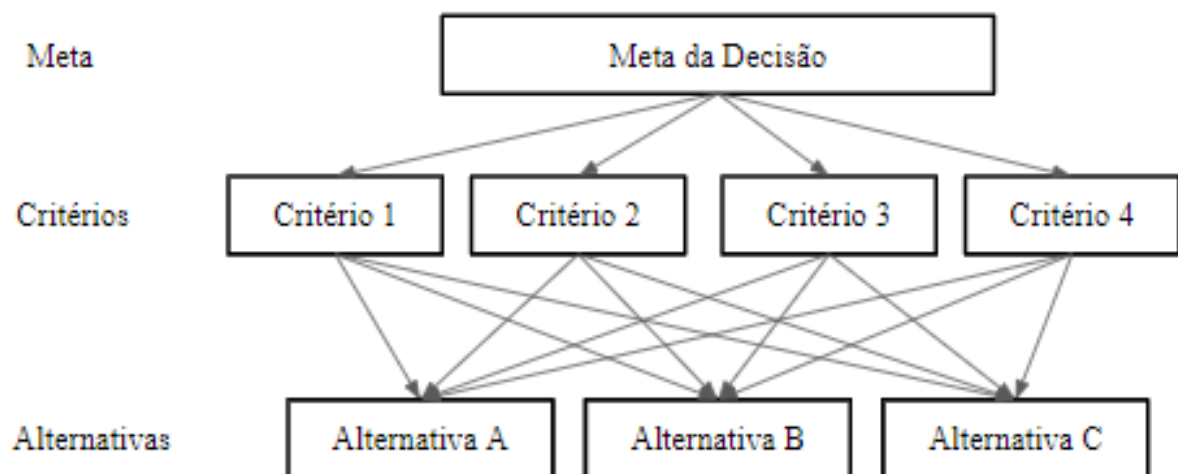 Meta
Meta da Decisão
Critérios
Critério 1
Critério 2
Critério 3
Critério 4
Alternativas
Alternativa A
Alternativa B
Alternativa C